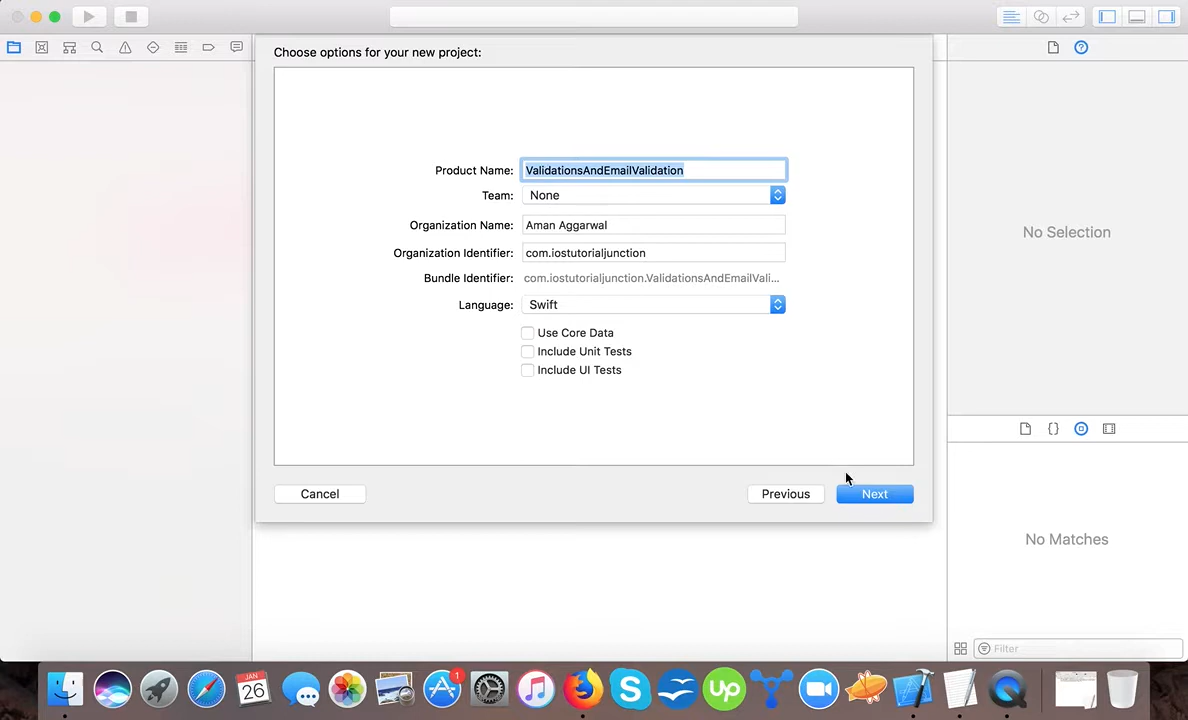 Choose options for your new project:
Product Name: ValidationsAndEmailValidation
Team: None
Organization Name: Aman Aggarwal
Organization Identifier: com.iostutorialjunction
Bundle Identifier: com.iostutorialjunction.ValidationsAndEmailVali...
Language: Swift
Use Core Data
Include Unit Tests
Include UI Tests
Cancel
Previous
Next
No Selection
{}
No Matches
Filter
JAN
26
1
S
Up